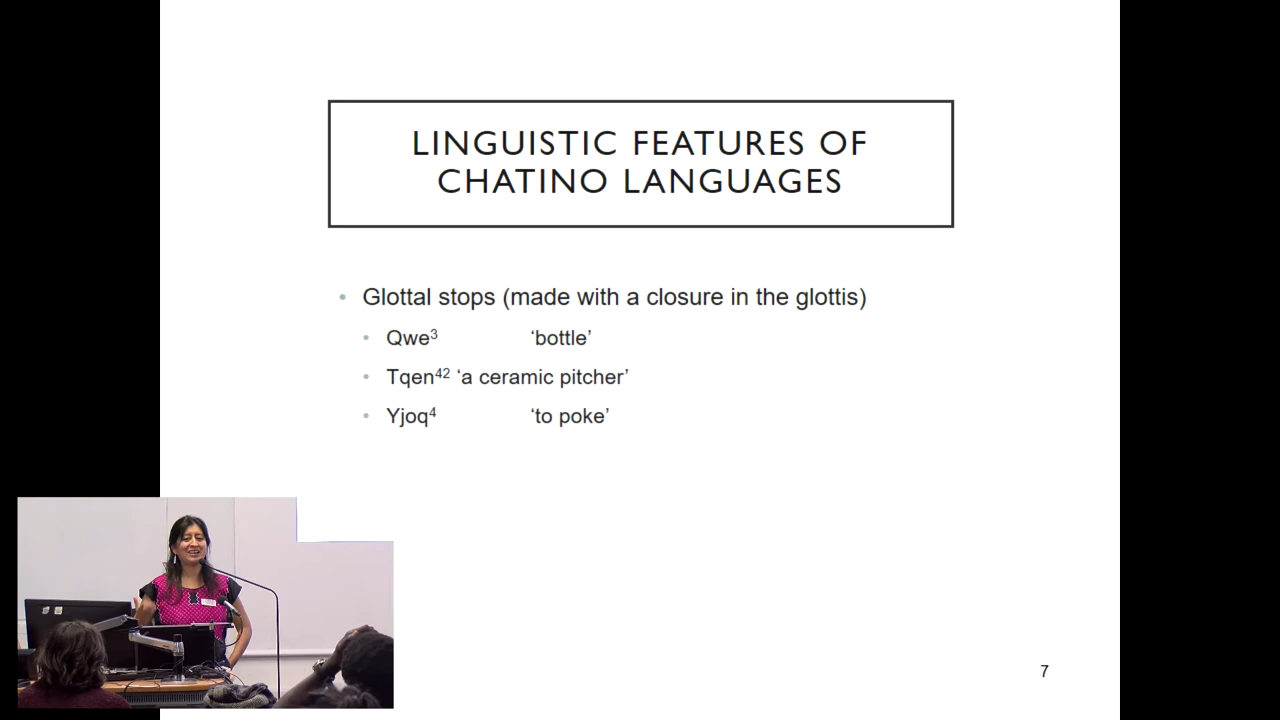 LINGUISTIC FEATURES OF
CHATINO LANGUAGES
• Glottal stops (made with a closure in the glottis)
• Qwe³ ‘bottle’
• Tqen⁴² ‘a ceramic pitcher’
• Yjoq⁴ ‘to poke’
7